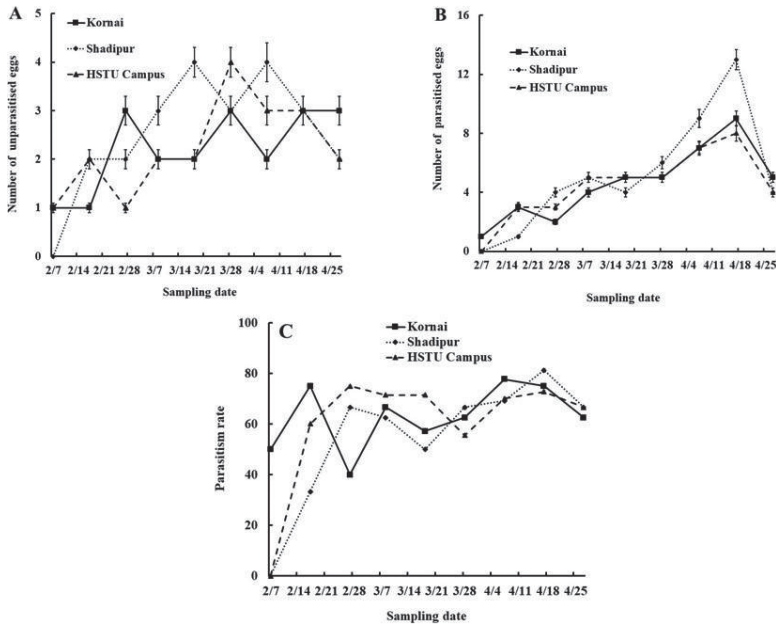 A
Kornai
Shadipur
HSTU Campus
Number of unparasitised eggs
5
4
3
2
1
0
2/7 2/14 2/21 2/28 3/7 3/14 3/21 3/28 4/4 4/11 4/18 4/25
Sampling date
B
Kornai
Shadipur
HSTU Campus
Number of parasitised eggs
16
12
8
4
0
2/7 2/14 2/21 2/28 3/7 3/14 3/21 3/28 4/4 4/11 4/18 4/25
Sampling date
C
Kornai
Shadipur
HSTU Campus
Parasitism rate
100
80
60
40
20
0
2/7 2/14 2/21 2/28 3/7 3/14 3/21 3/28 4/4 4/11 4/18 4/25
Sampling date